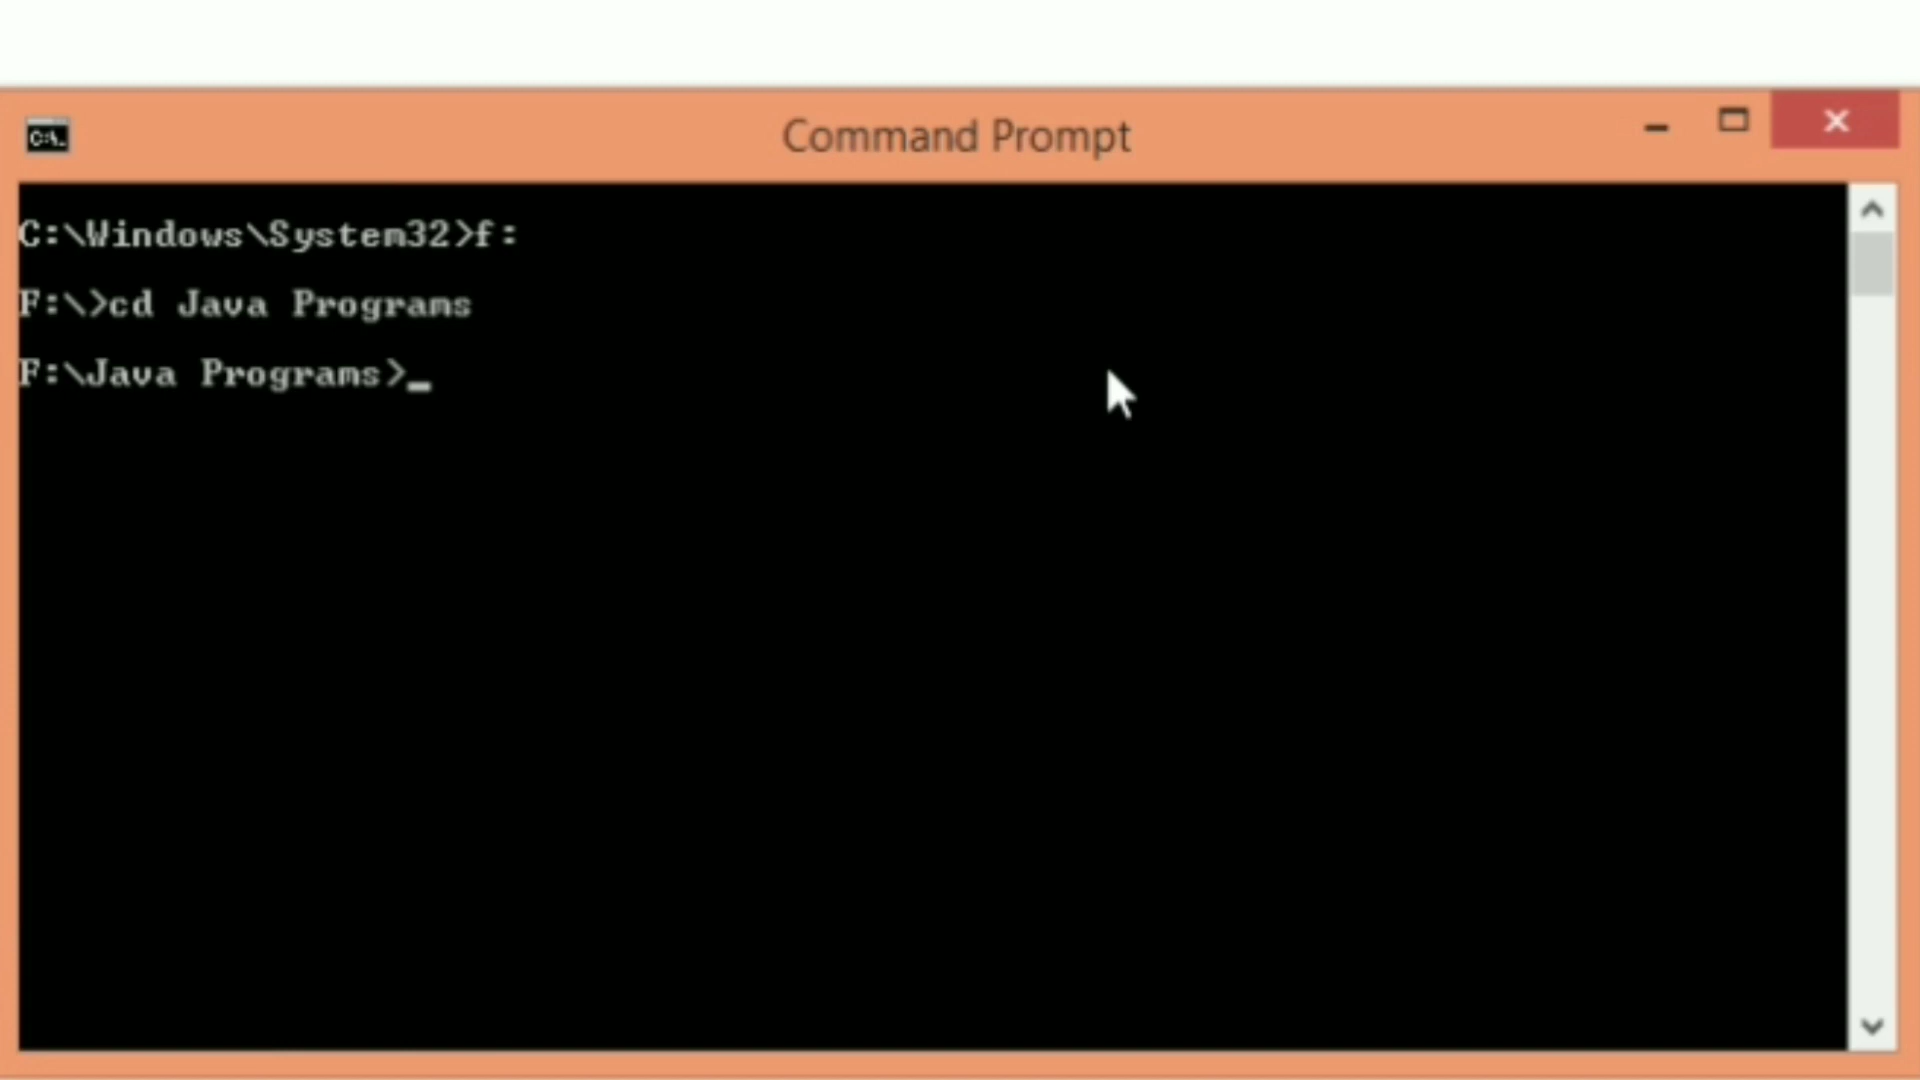 C:\.
Command Prompt
C:\Windows\System32>f:
F:\>cd Java Programs
F:\Java Programs>_